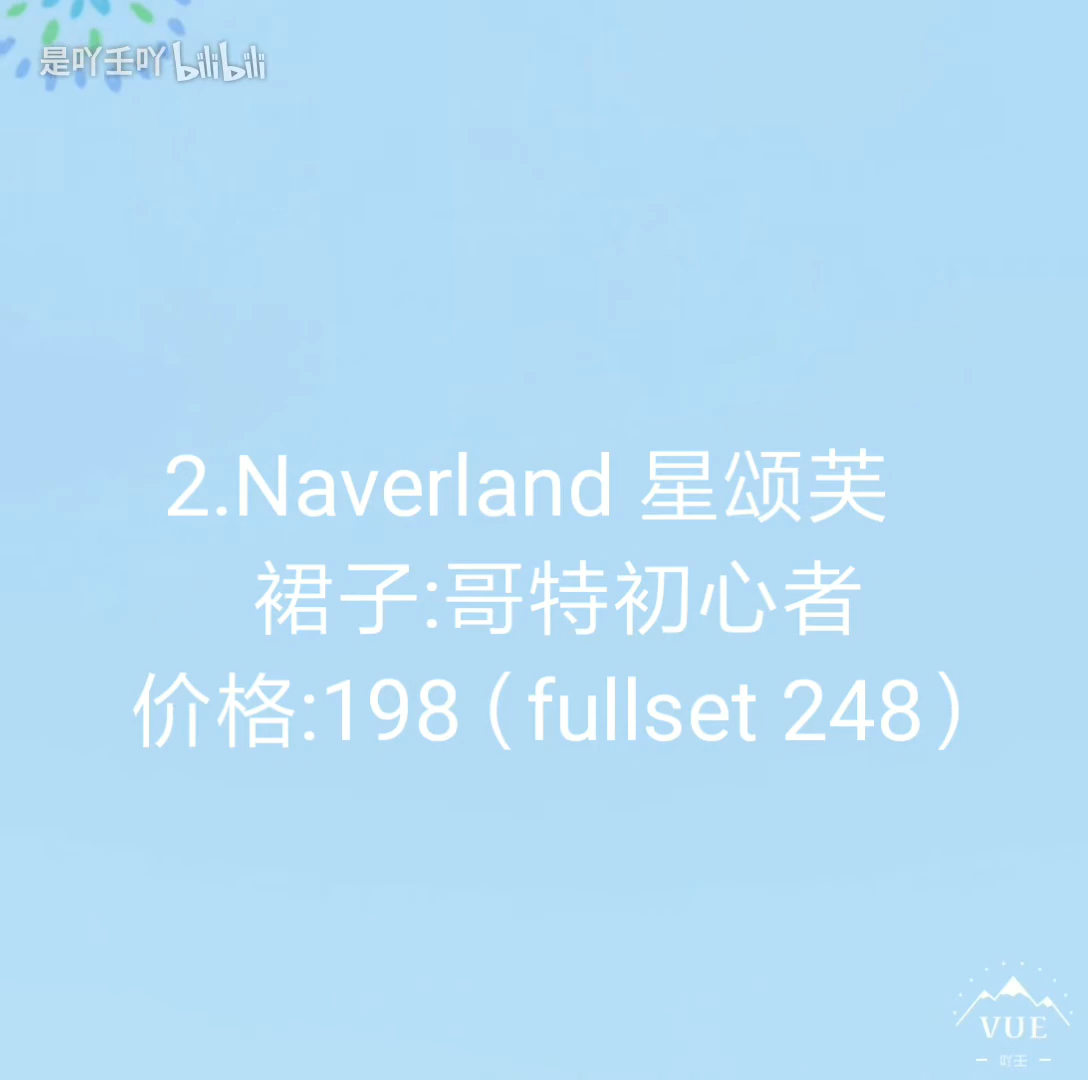 是吖壬吖 bilibili
2.Naverland 星颂芙
裙子:哥特初心者
价格:198（fullset 248）
VUE
吖壬